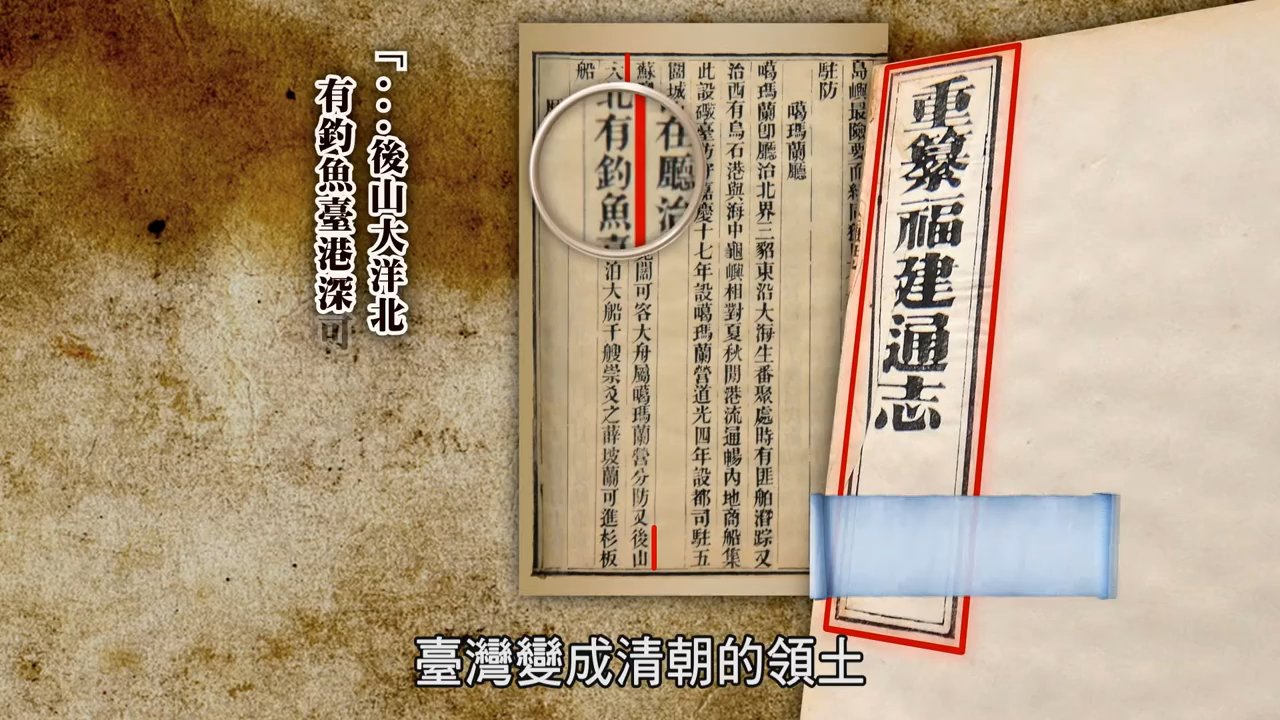 『…後山大洋北
有釣魚臺港深可
島嶼最險要而
駐防
噶瑪蘭廳
噶瑪蘭卽廳治北界三貂東沿大海生番聚處時有匪舶潛踪又
治西有烏石港與海中龜嶼相對夏秋間港流通暢內地商船集
此設礮臺防守嘉慶十七年設噶瑪蘭營道光四年設都司駐五
圍城
在廳治
蘇
闊可客大舟屬噶瑪蘭營分防又後山
大
北有釣魚臺
泊大船千艘崇爻之薛坡蘭可進杉板
船
重纂福建通志
臺灣變成清朝的領土